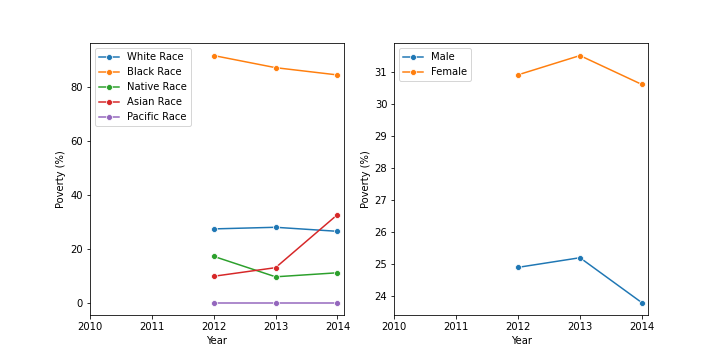 White Race
Black Race
Native Race
Asian Race
Pacific Race
80
60
40
20
0
Poverty (%)
2010 2011 2012 2013 2014
Year
Male
Female
31
30
29
28
27
26
25
24
Poverty (%)
2010 2011 2012 2013 2014
Year